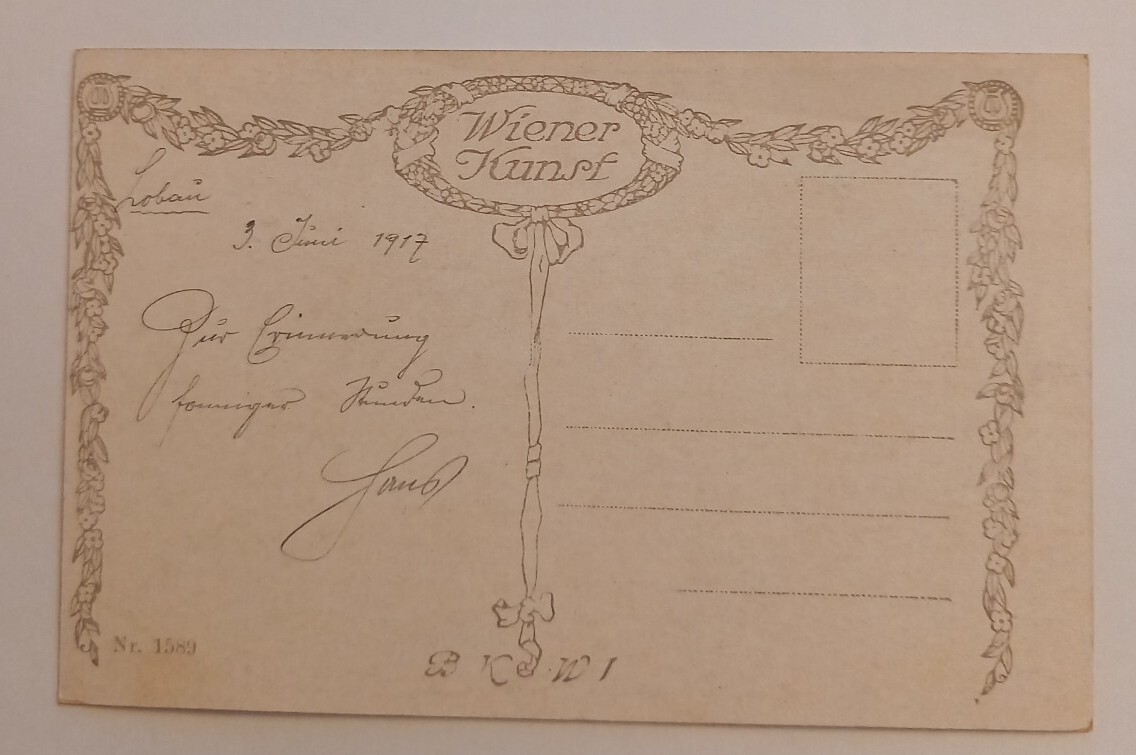 Wiener
Kunst
Lobau
3. Juni 1917
Zur Erinnerung
sonniger Stunden.
Hans
Nr. 1589
B K W I